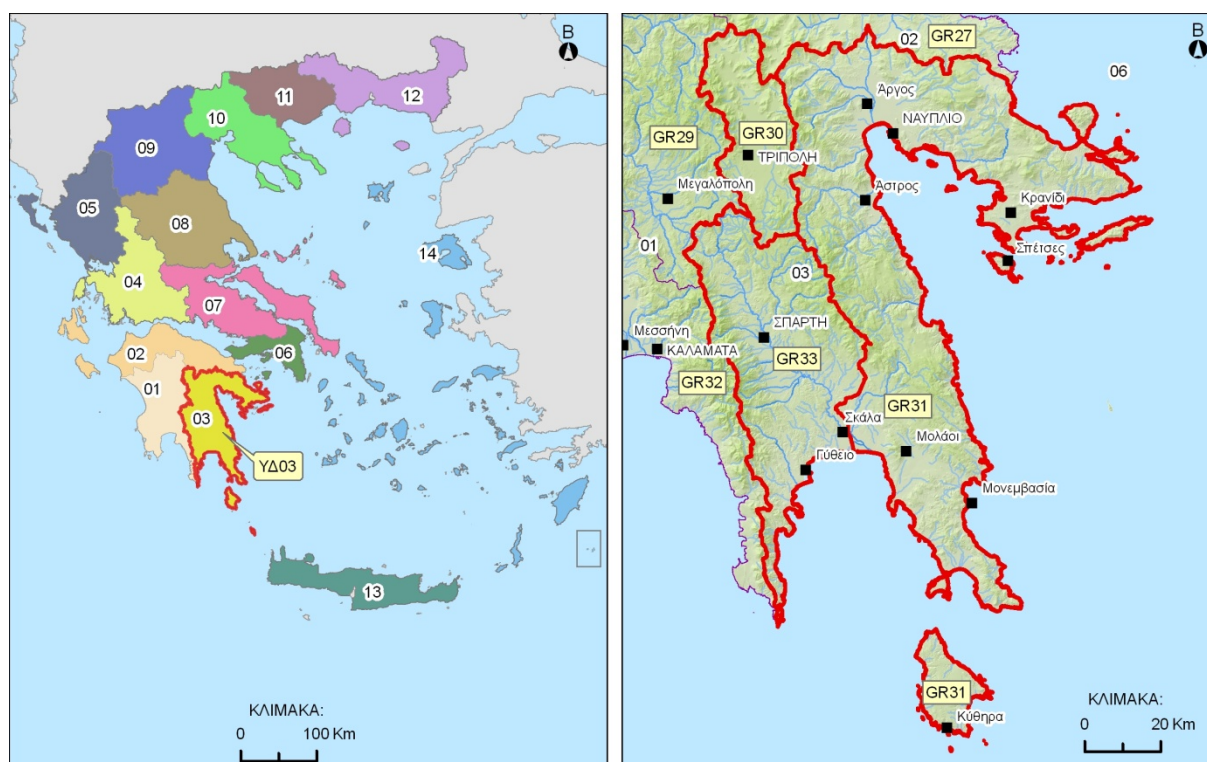 B
11
12
10
09
05
08
14
04
07
06
02
01
03
ΥΔ03
13
ΚΛΙΜΑΚΑ:
0
100 Km
B
02
GR27
06
Άργος
ΝΑΥΠΛΙΟ
GR29
GR30
ΤΡΙΠΟΛΗ
Μεγαλόπολη
Άστρος
Κρανίδι
01
03
Σπέτσες
Μεσσήνη
ΣΠΑΡΤΗ
ΚΑΛΑΜΑΤΑ
GR33
GR32
GR31
Σκάλα
Μολάοι
Γύθειο
Μονεμβασία
GR31
Κύθηρα
ΚΛΙΜΑΚΑ:
0
20 Km